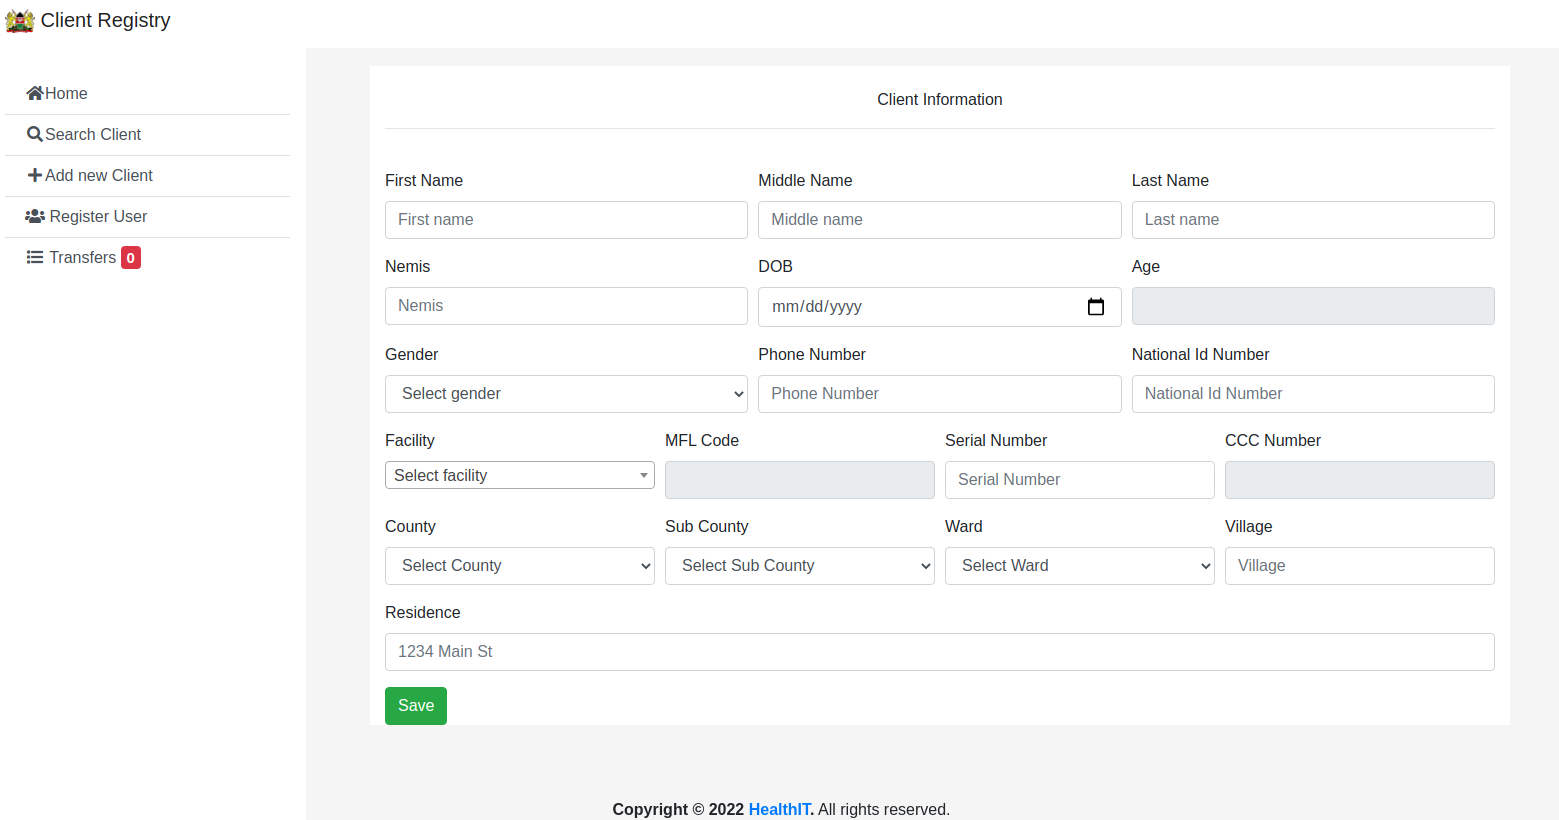 Client Registry
Home
Search Client
Add new Client
Register User
Transfers 0
Client Information
First Name Middle Name Last Name
First name Middle name Last name
Nemis DOB Age
Nemis mm/dd/yyyy
Gender Phone Number National Id Number
Select gender Phone Number National Id Number
Facility MFL Code Serial Number CCC Number
Select facility Serial Number
County Sub County Ward Village
Select County Select Sub County Select Ward Village
Residence
1234 Main St
Save
Copyright © 2022 HealthIT. All rights reserved.